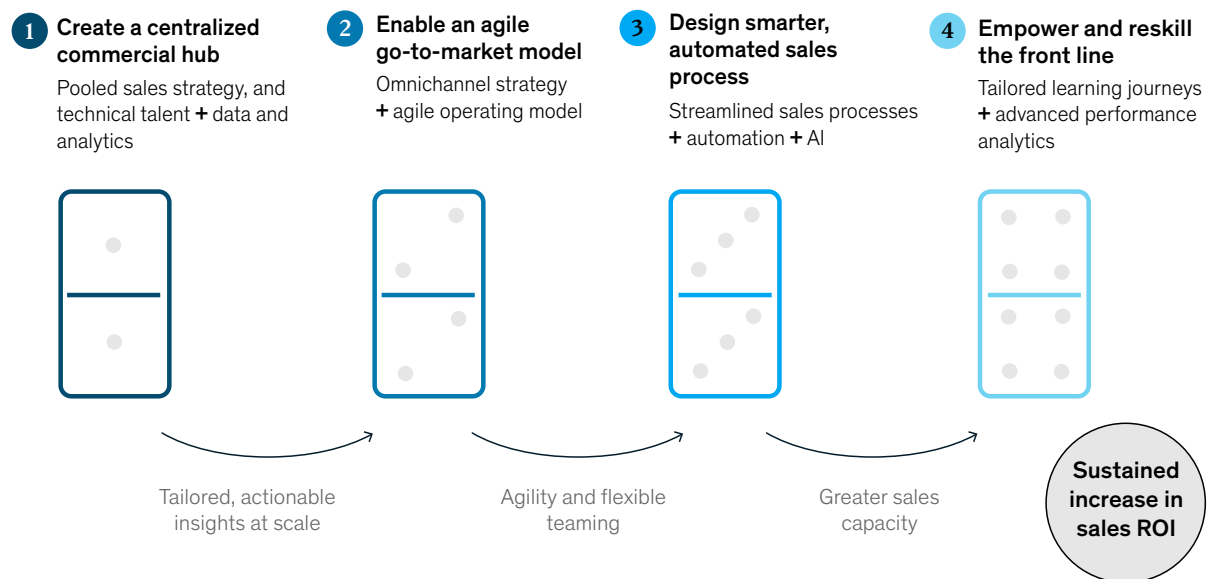 1
Create a centralized
commercial hub
Pooled sales strategy, and
technical talent + data and
analytics
2
Enable an agile
go-to-market model
Omnichannel strategy
+ agile operating model
3
Design smarter,
automated sales
process
Streamlined sales processes
+ automation + AI
4
Empower and reskill
the front line
Tailored learning journeys
+ advanced performance
analytics
Tailored, actionable
insights at scale
Agility and flexible
teaming
Greater sales
capacity
Sustained
increase in
sales ROI